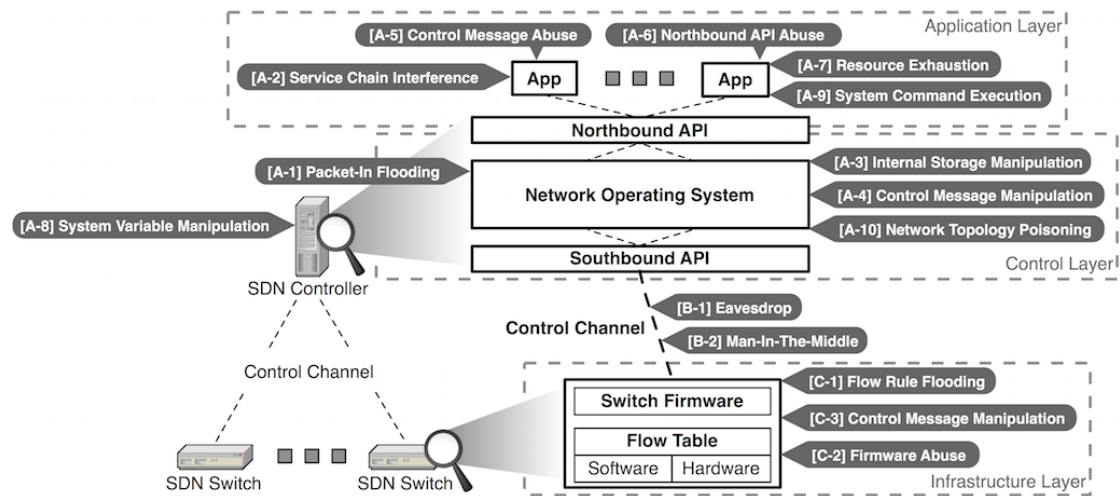 Application Layer
[A-5] Control Message Abuse
[A-6] Northbound API Abuse
[A-2] Service Chain Interference
App
App
[A-7] Resource Exhaustion
[A-9] System Command Execution
Northbound API
[A-1] Packet-In Flooding
Network Operating System
[A-3] Internal Storage Manipulation
[A-4] Control Message Manipulation
[A-8] System Variable Manipulation
[A-10] Network Topology Poisoning
Southbound API
Control Layer
SDN Controller
[B-1] Eavesdrop
Control Channel
[B-2] Man-In-The-Middle
Control Channel
[C-1] Flow Rule Flooding
Switch Firmware
[C-3] Control Message Manipulation
Flow Table
[C-2] Firmware Abuse
Software
Hardware
SDN Switch
SDN Switch
Infrastructure Layer